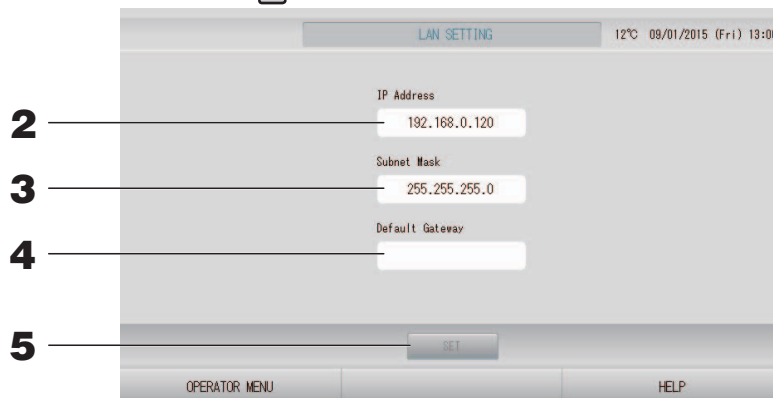 LAN SETTING 12℃ 09/01/2015 (Fri) 13:00
IP Address
2 192.168.0.120
Subnet Mask
3 255.255.255.0
Default Gateway
4
5 SET
OPERATOR MENU HELP